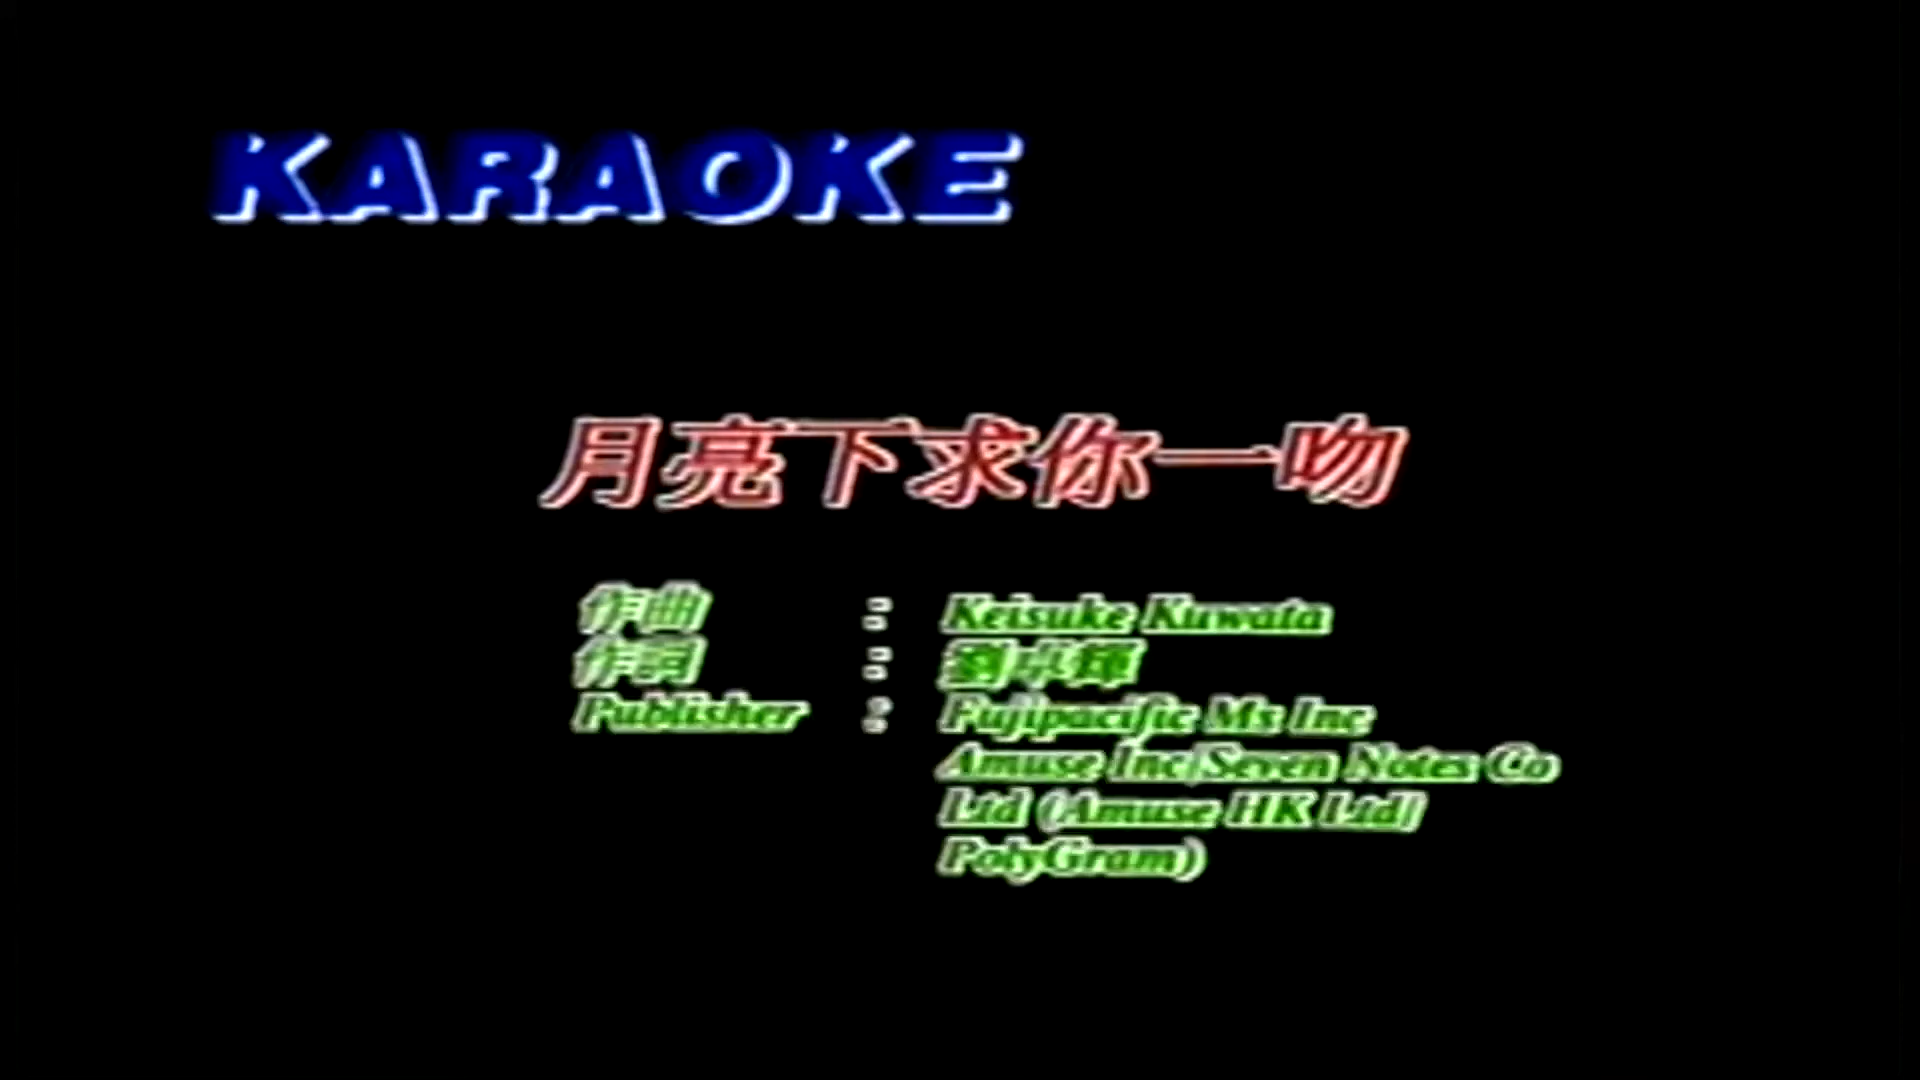 KARAOKE
月亮下求你一吻
作曲 : Keisuke Kuwata
作詞 : 劉卓輝
Publisher : Fujipacific Ms Inc
Amuse Inc/Seven Notes Co
Ltd (Amuse HK Ltd/
PolyGram)